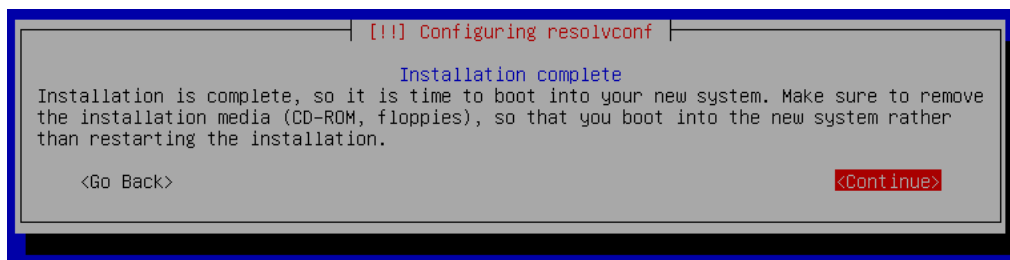 [!!] Configuring resolvconf
Installation complete
Installation is complete, so it is time to boot into your new system. Make sure to remove
the installation media (CD-ROM, floppies), so that you boot into the new system rather
than restarting the installation.
<Go Back> <Continue>